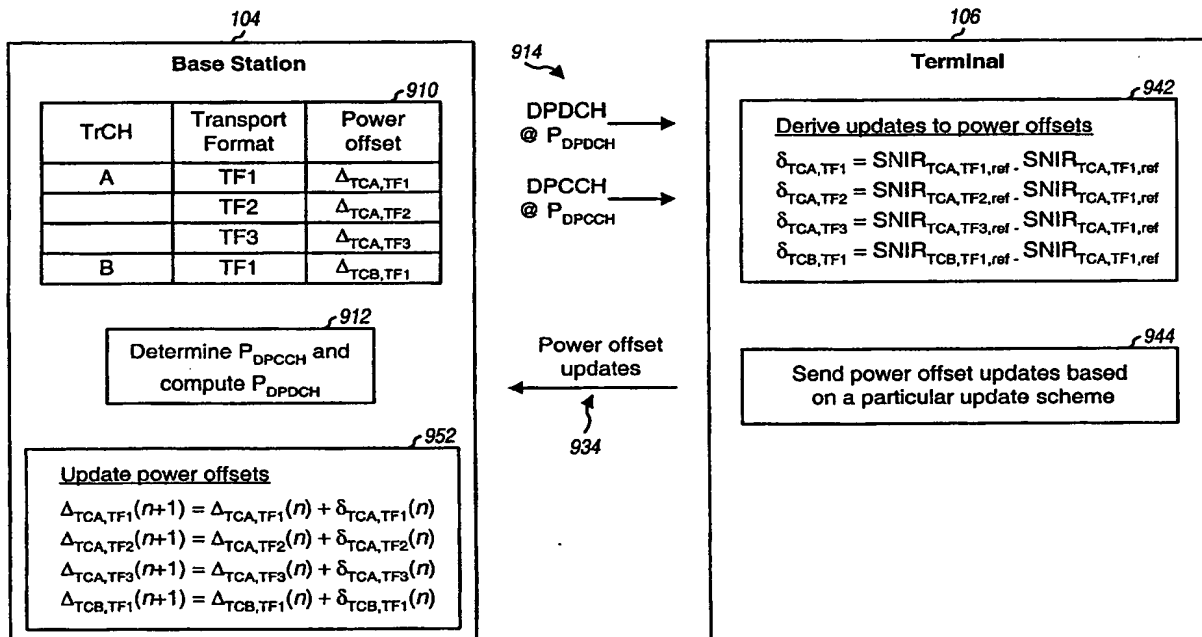 104
Base Station
910
TrCH Transport Format Power offset
A TF1 Δ_TCA,TF1
TF2 Δ_TCA,TF2
TF3 Δ_TCA,TF3
B TF1 Δ_TCB,TF1
912
Determine P_DPCCH and
compute P_DPDCH
952
Update power offsets
Δ_TCA,TF1(n+1) = Δ_TCA,TF1(n) + δ_TCA,TF1(n)
Δ_TCA,TF2(n+1) = Δ_TCA,TF2(n) + δ_TCA,TF2(n)
Δ_TCA,TF3(n+1) = Δ_TCA,TF3(n) + δ_TCA,TF3(n)
Δ_TCB,TF1(n+1) = Δ_TCB,TF1(n) + δ_TCB,TF1(n)
914
DPDCH
@ P_DPDCH
DPCCH
@ P_DPCCH
Power offset
updates
934
106
Terminal
942
Derive updates to power offsets
δ_TCA,TF1 = SNIR_TCA,TF1,ref - SNIR_TCA,TF1,ref
δ_TCA,TF2 = SNIR_TCA,TF2,ref - SNIR_TCA,TF1,ref
δ_TCA,TF3 = SNIR_TCA,TF3,ref - SNIR_TCA,TF1,ref
δ_TCB,TF1 = SNIR_TCB,TF1,ref - SNIR_TCA,TF1,ref
944
Send power offset updates based
on a particular update scheme